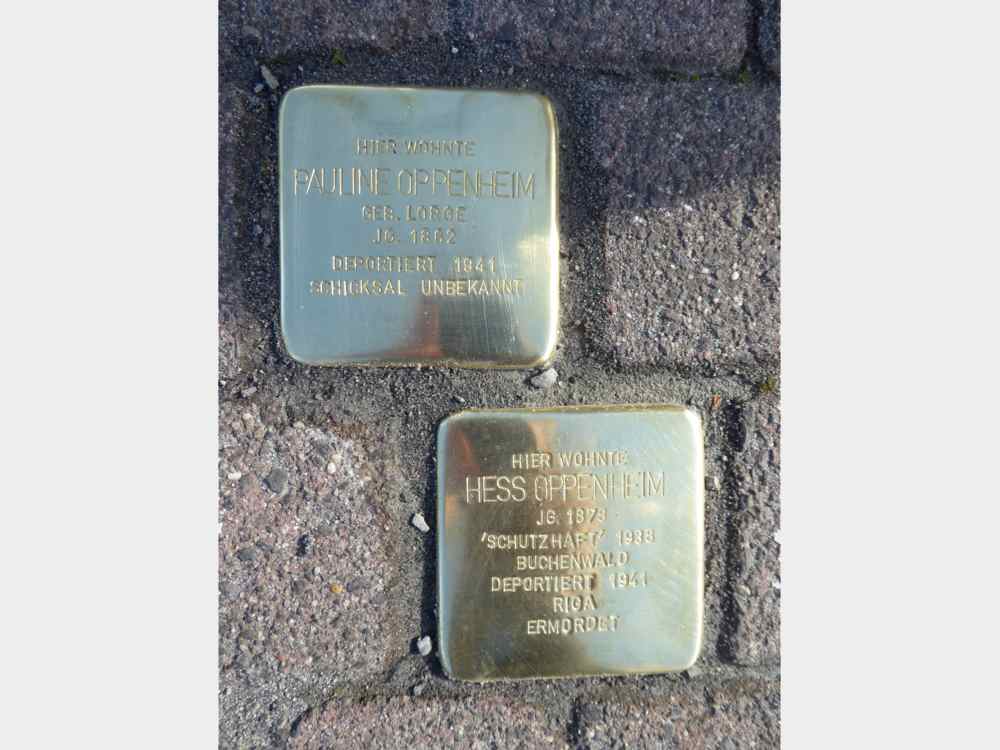 HIER WOHNTE
PAULINE OPPENHEIM
GEB. LORGE
JG. 1862
DEPORTIERT 1941
SCHICKSAL UNBEKANNT
HIER WOHNTE
HESS OPPENHEIM
JG. 1878
'SCHUTZHAFT' 1938
BUCHENWALD
DEPORTIERT 1941
RIGA
ERMORDET